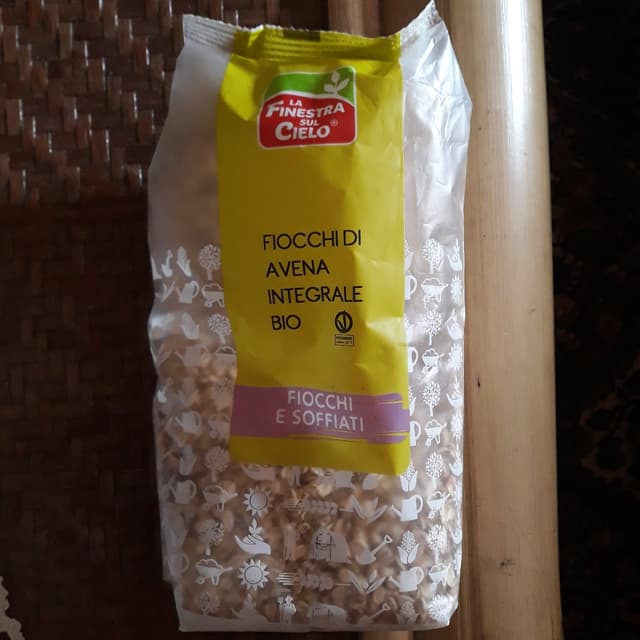 LA
FINESTRA
SUL
CIELO®
FIOCCHI DI
AVENA
INTEGRALE
BIO
FIOCCHI
E SOFFIATI